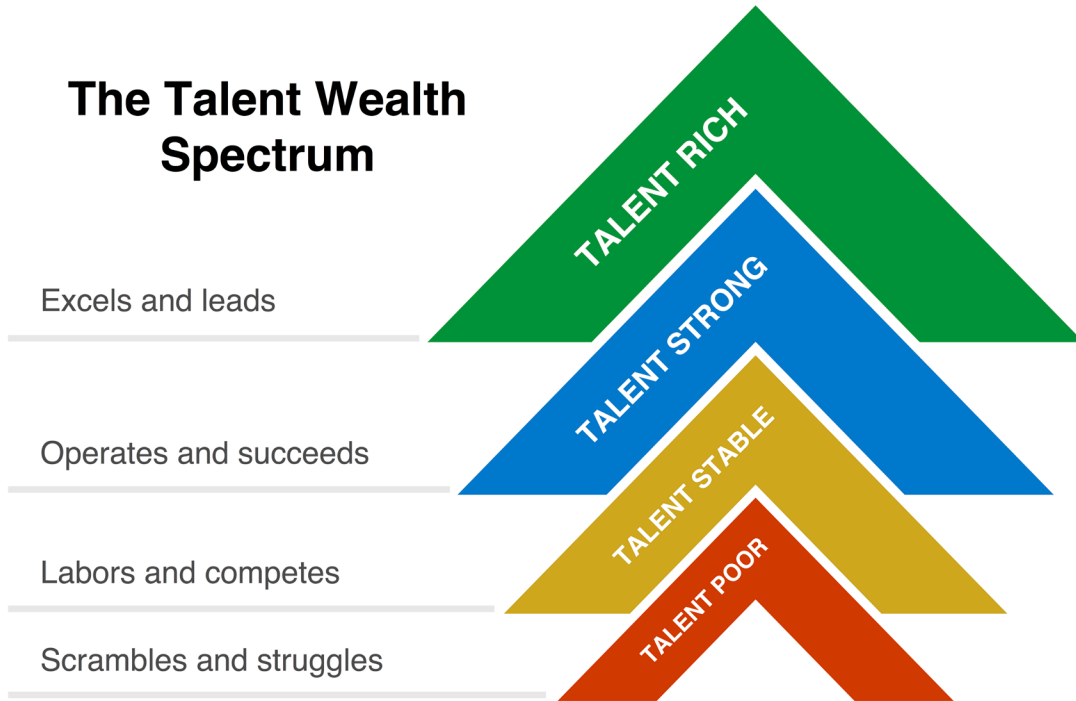 The Talent Wealth
Spectrum
TALENT RICH
Excels and leads
TALENT STRONG
Operates and succeeds
TALENT STABLE
Labors and competes
TALENT POOR
Scrambles and struggles